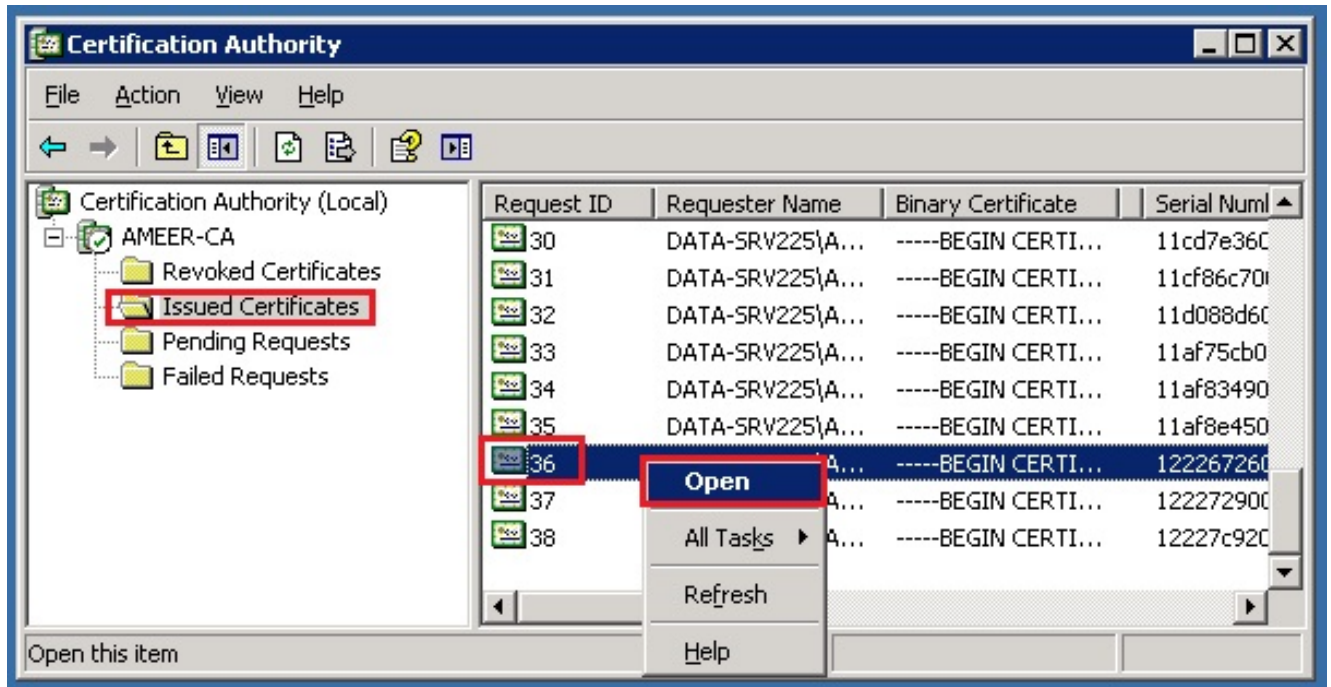 Certification Authority
File Action View Help
Certification Authority (Local)
AMEER-CA
Revoked Certificates
Issued Certificates
Pending Requests
Failed Requests
Request ID Requester Name Binary Certificate Serial Numl
30 DATA-SRV225\A... -----BEGIN CERTI... 11cd7e360
31 DATA-SRV225\A... -----BEGIN CERTI... 11cf86c70
32 DATA-SRV225\A... -----BEGIN CERTI... 11d088d60
33 DATA-SRV225\A... -----BEGIN CERTI... 11af75cb0
34 DATA-SRV225\A... -----BEGIN CERTI... 11af83490
35 DATA-SRV225\A... -----BEGIN CERTI... 11af8e450
36 A... -----BEGIN CERTI... 122267260
37 A... -----BEGIN CERTI... 122272900
38 A... -----BEGIN CERTI... 12227c920
Open
All Tasks
Refresh
Help
Open this item